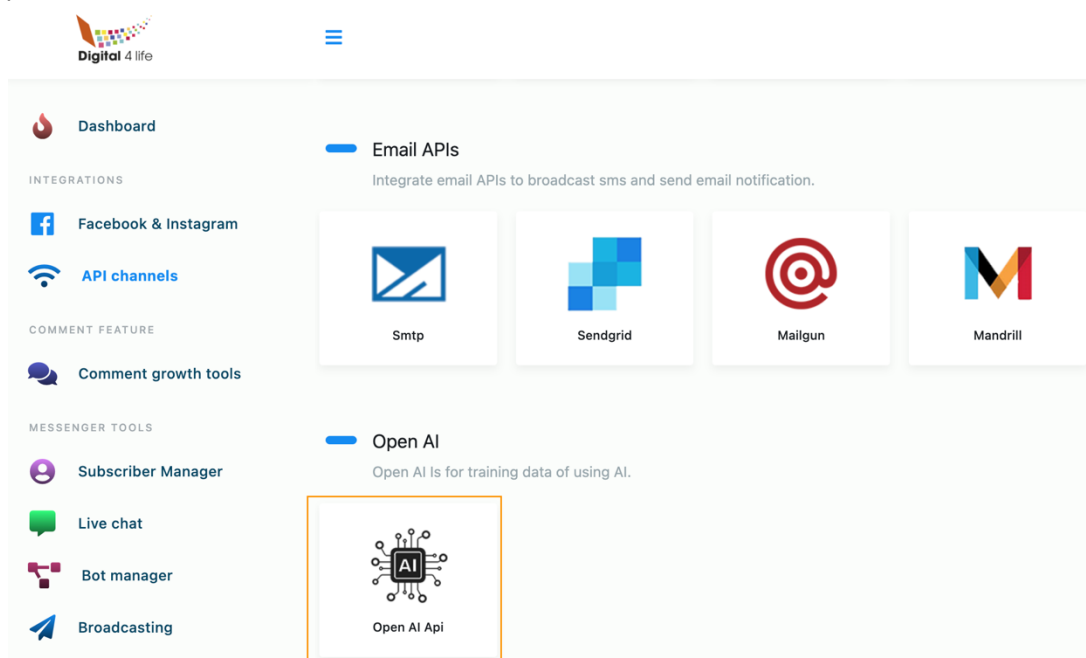 Digital 4 life
Dashboard
INTEGRATIONS
Facebook & Instagram
API channels
COMMENT FEATURE
Comment growth tools
MESSENGER TOOLS
Subscriber Manager
Live chat
Bot manager
Broadcasting
Email APIs
Integrate email APIs to broadcast sms and send email notification.
Smtp
Sendgrid
Mailgun
Mandrill
Open AI
Open AI Is for training data of using AI.
AI
Open AI Api